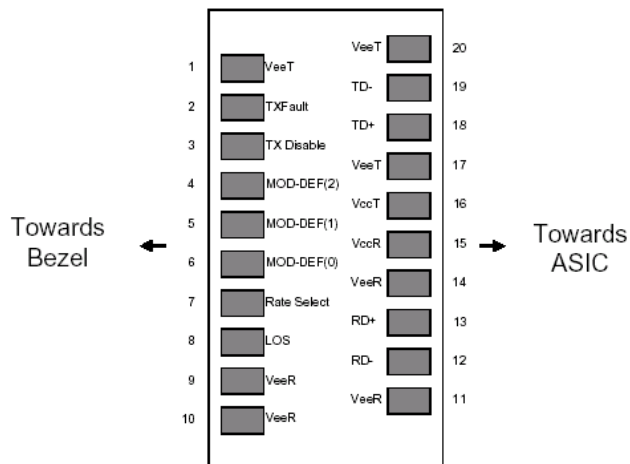 1 VeeT
2 TXFault
3 TX Disable
4 MOD-DEF(2)
5 MOD-DEF(1)
6 MOD-DEF(0)
7 Rate Select
8 LOS
9 VeeR
10 VeeR
VeeT 20
TD- 19
TD+ 18
VeeT 17
VccT 16
VccR 15
VeeR 14
RD+ 13
RD- 12
VeeR 11
Towards
Bezel
Towards
ASIC